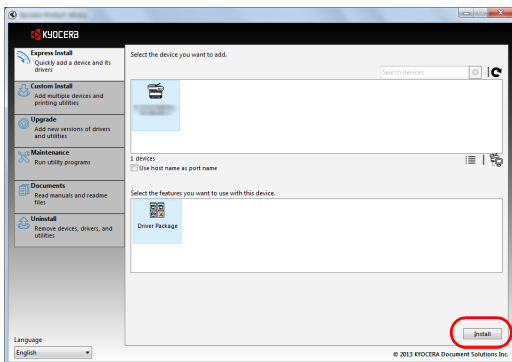 KYOCERA
Express Install
Quickly add a device and its
drivers
Custom Install
Add multiple devices and
printing utilities
Upgrade
Add new versions of drivers
and utilities
Maintenance
Run utility programs
Documents
Read manuals and readme
files
Uninstall
Remove devices, drivers, and
utilities
Language
English
Select the device you want to add.
Search devices
1 devices
Use host name as port name
Select the features you want to use with this device.
Driver Package
Install
© 2013 KYOCERA Document Solutions Inc.